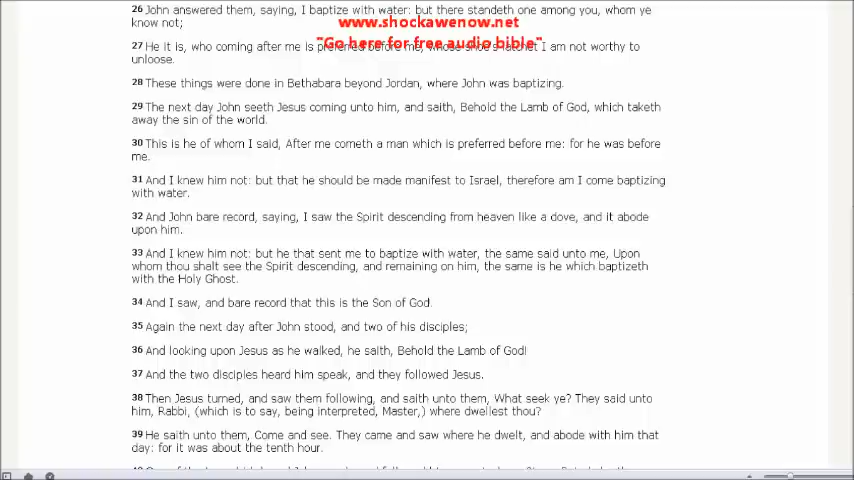 26 John answered them, saying, I baptize with water: but there standeth one among you, whom ye
know not;
www.shockawenow.net
"Go here for free audio bible"
27 He it is, who coming after me is preferred before me, whose shoe's latchet I am not worthy to
unloose.
28 These things were done in Bethabara beyond Jordan, where John was baptizing.
29 The next day John seeth Jesus coming unto him, and saith, Behold the Lamb of God, which taketh
away the sin of the world.
30 This is he of whom I said, After me cometh a man which is preferred before me: for he was before
me.
31 And I knew him not: but that he should be made manifest to Israel, therefore am I come baptizing
with water.
32 And John bare record, saying, I saw the Spirit descending from heaven like a dove, and it abode
upon him.
33 And I knew him not: but he that sent me to baptize with water, the same said unto me, Upon
whom thou shalt see the Spirit descending, and remaining on him, the same is he which baptizeth
with the Holy Ghost.
34 And I saw, and bare record that this is the Son of God.
35 Again the next day after John stood, and two of his disciples;
36 And looking upon Jesus as he walked, he saith, Behold the Lamb of God!
37 And the two disciples heard him speak, and they followed Jesus.
38 Then Jesus turned, and saw them following, and saith unto them, What seek ye? They said unto
him, Rabbi, (which is to say, being interpreted, Master,) where dwellest thou?
39 He saith unto them, Come and see. They came and saw where he dwelt, and abode with him that
day: for it was about the tenth hour.